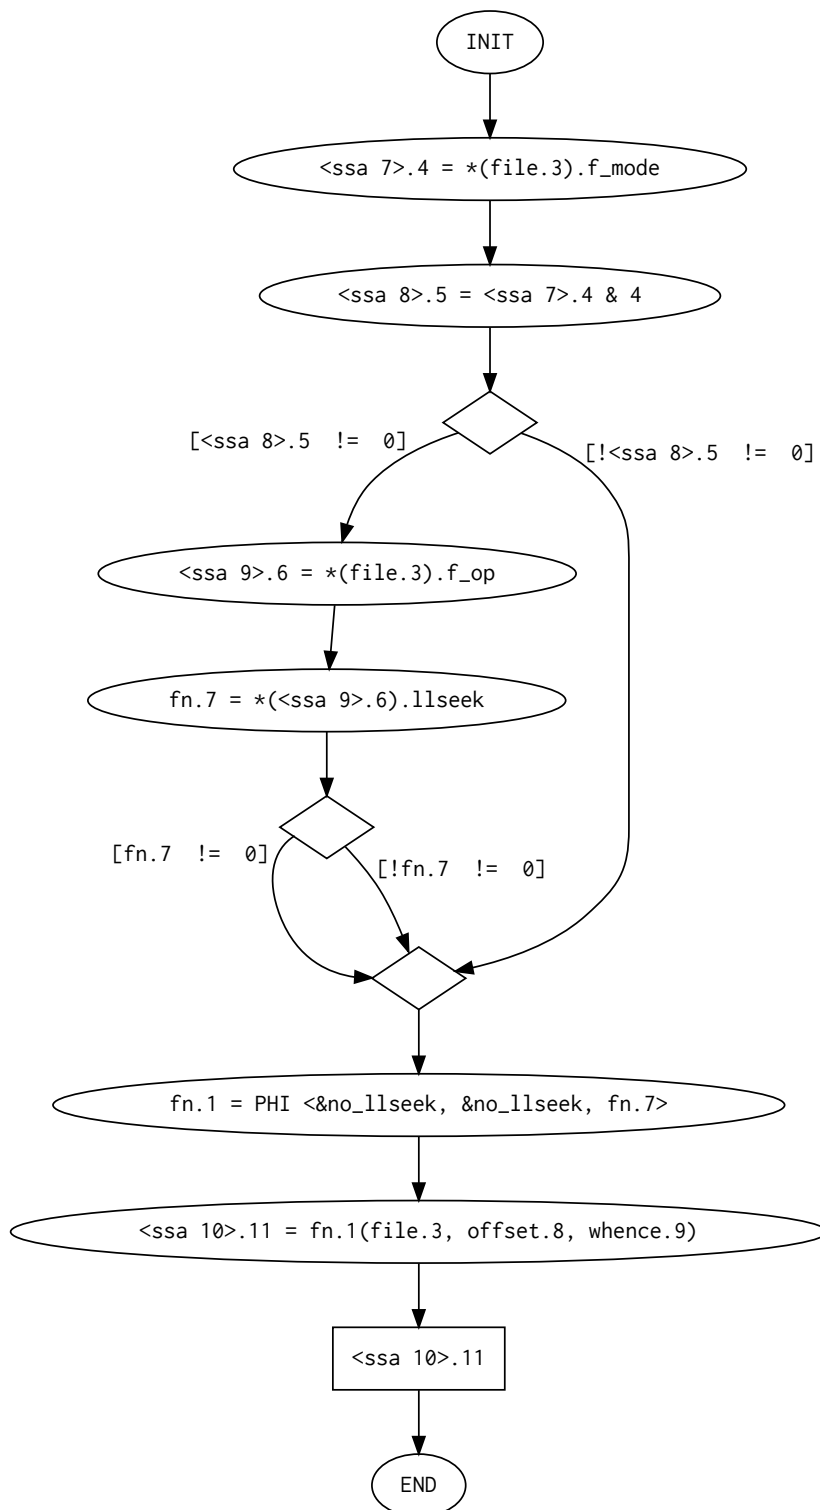 INIT
<ssa 7>.4 = *(file.3).f_mode
<ssa 8>.5 = <ssa 7>.4 & 4
[<ssa 8>.5  !=  0]
[!<ssa 8>.5  !=  0]
<ssa 9>.6 = *(file.3).f_op
fn.7 = *(<ssa 9>.6).llseek
[fn.7  !=  0]
[!fn.7  !=  0]
fn.1 = PHI <&no_llseek, &no_llseek, fn.7>
<ssa 10>.11 = fn.1(file.3, offset.8, whence.9)
<ssa 10>.11
END